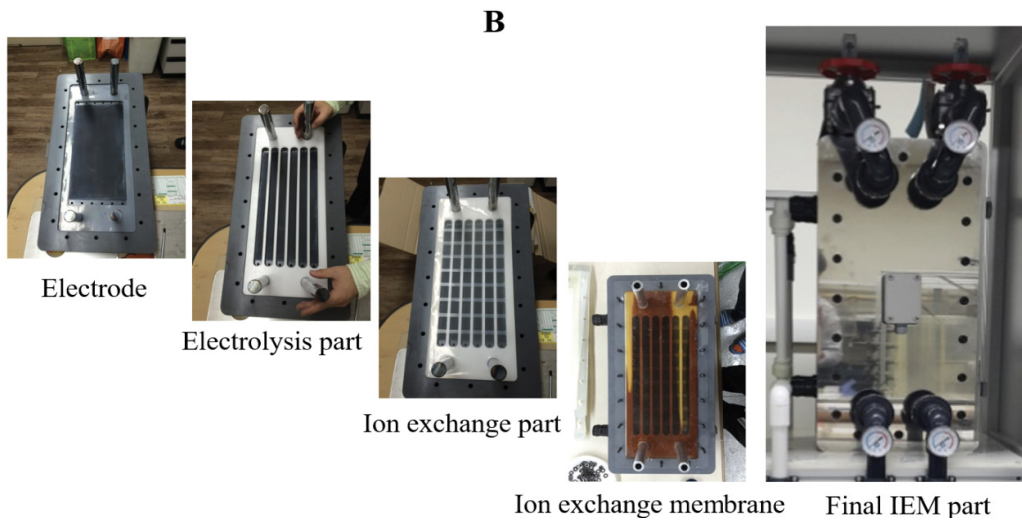 B
Electrode
Electrolysis part
Ion exchange part
Ion exchange membrane
Final IEM part